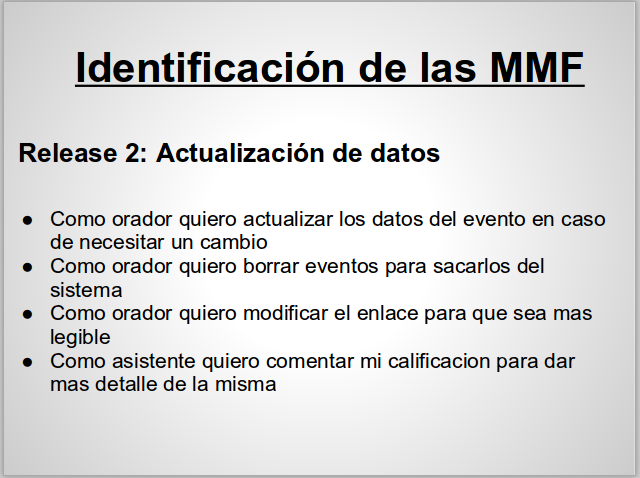 Identificación de las MMF
Release 2: Actualización de datos
● Como orador quiero actualizar los datos del evento en caso
de necesitar un cambio
● Como orador quiero borrar eventos para sacarlos del
sistema
● Como orador quiero modificar el enlace para que sea mas
legible
● Como asistente quiero comentar mi calificacion para dar
mas detalle de la misma